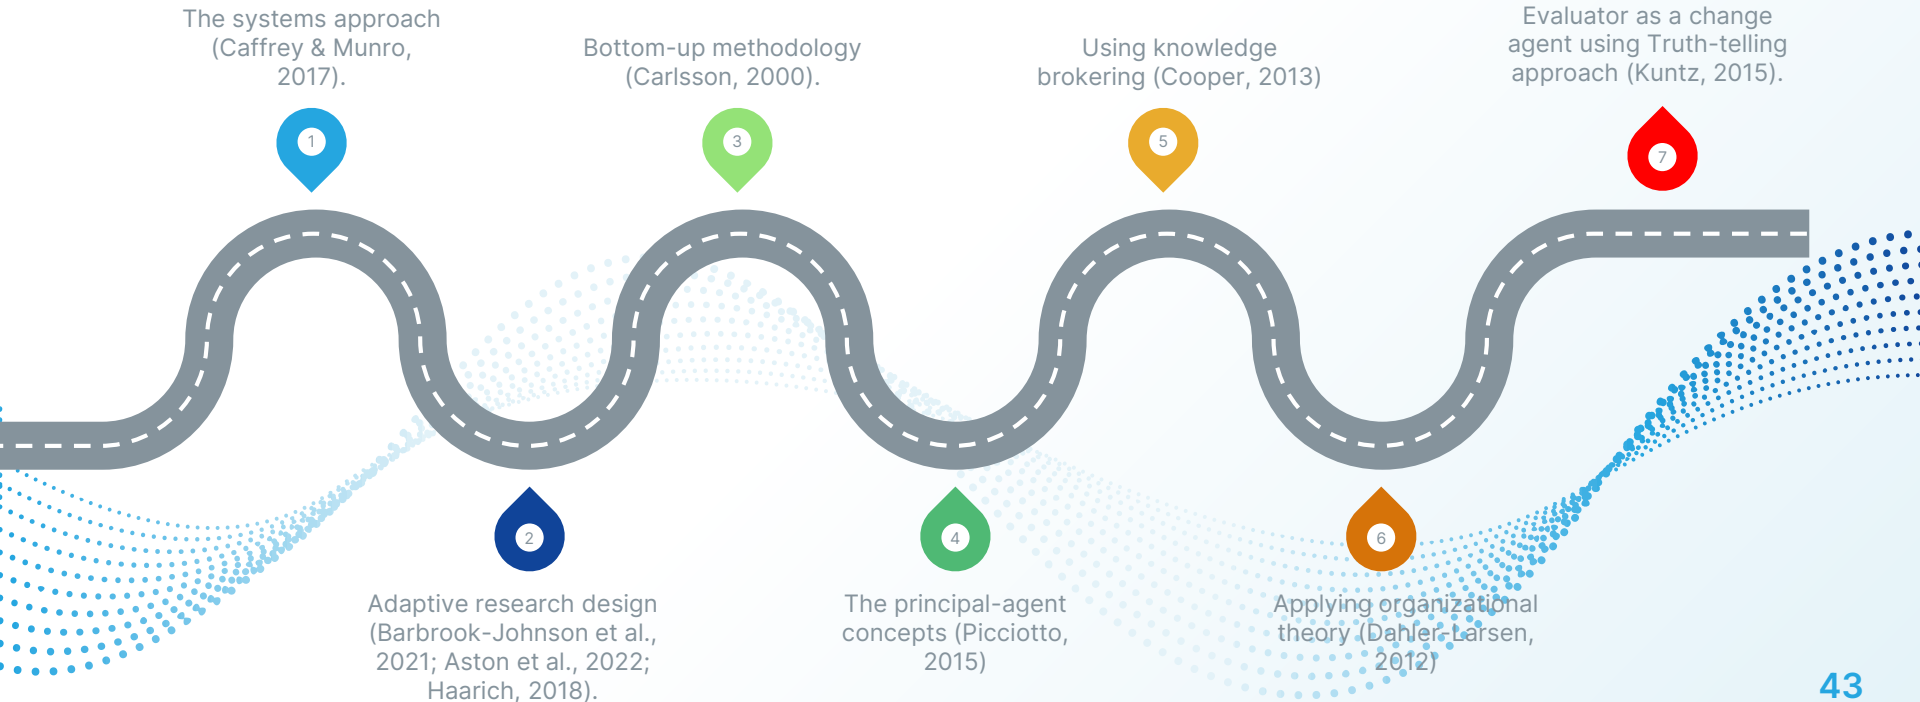 The systems approach
(Caffrey & Munro,
2017).
1
Adaptive research design
(Barbrook-Johnson et al.,
2021; Aston et al., 2022;
Haarich, 2018).
2
Bottom-up methodology
(Carlsson, 2000).
3
The principal-agent
concepts (Picciotto,
2015)
4
Using knowledge
brokering (Cooper, 2013)
5
Applying organizational
theory (Dahler-Larsen,
2012)
6
Evaluator as a change
agent using Truth-telling
approach (Kuntz, 2015).
7
43